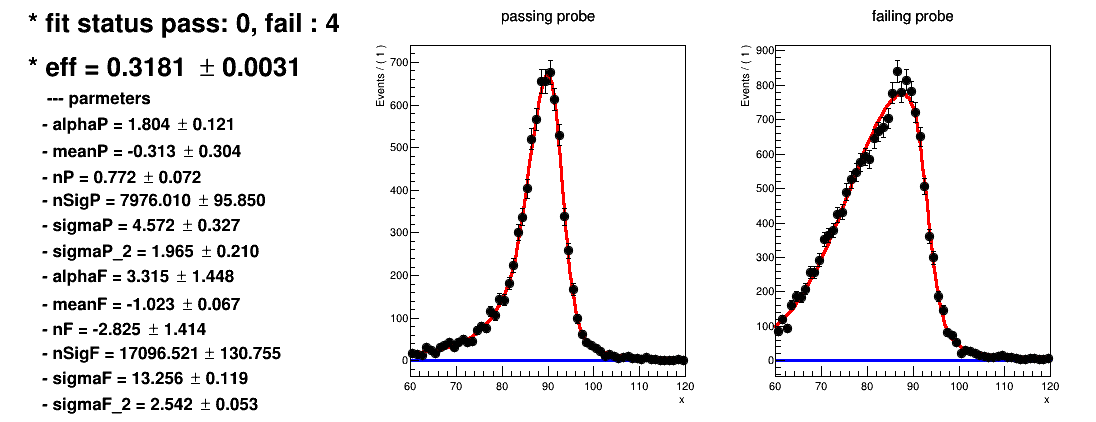 * fit status pass: 0, fail : 4
* eff = 0.3181 ± 0.0031
--- parmeters
- alphaP = 1.804 ± 0.121
- meanP = -0.313 ± 0.304
- nP = 0.772 ± 0.072
- nSigP = 7976.010 ± 95.850
- sigmaP = 4.572 ± 0.327
- sigmaP_2 = 1.965 ± 0.210
- alphaF = 3.315 ± 1.448
- meanF = -1.023 ± 0.067
- nF = -2.825 ± 1.414
- nSigF = 17096.521 ± 130.755
- sigmaF = 13.256 ± 0.119
- sigmaF_2 = 2.542 ± 0.053
passing probe
Events / ( 1 )
700
600
500
400
300
200
100
0
60 70 80 90 100 110 120
x
failing probe
Events / ( 1 )
900
800
700
600
500
400
300
200
100
0
60 70 80 90 100 110 120
x